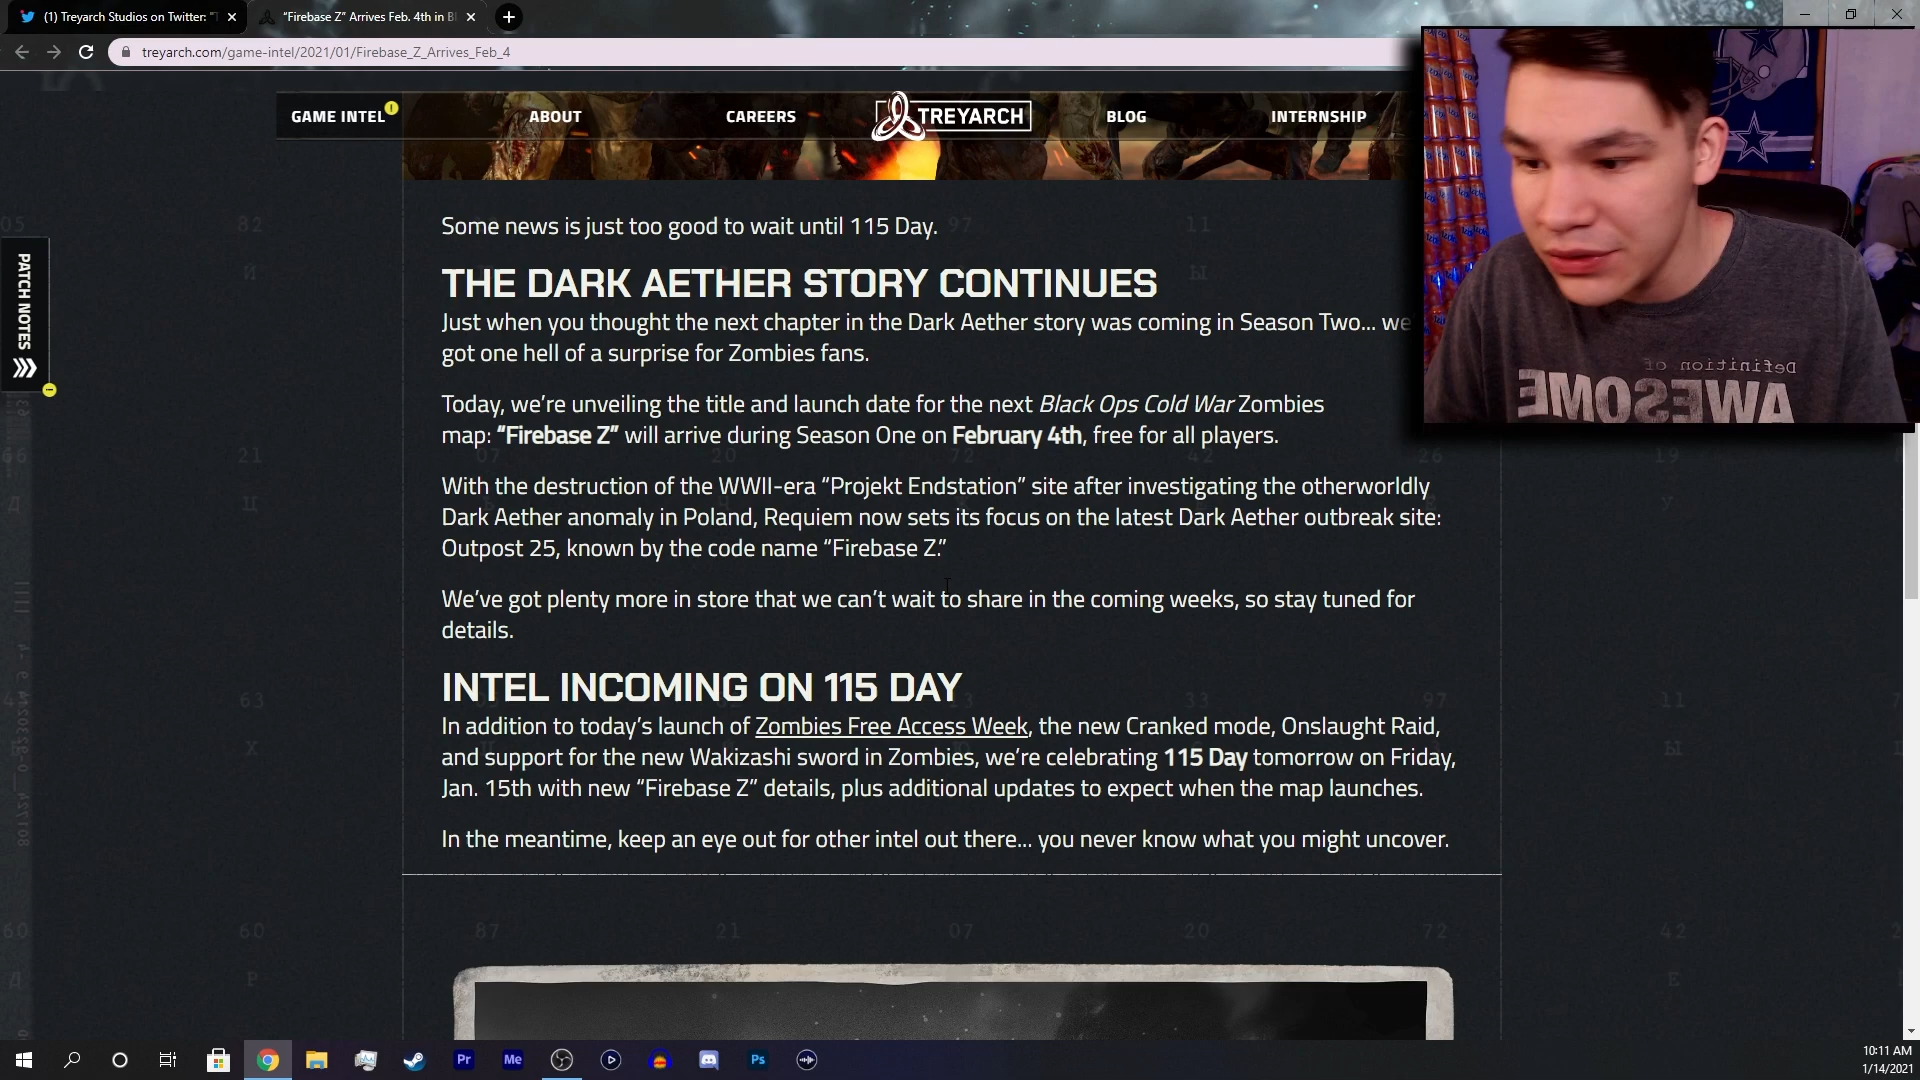 (1) Treyarch Studios on Twitter: "T
"Firebase Z" Arrives Feb. 4th in Bl
treyarch.com/game-intel/2021/01/Firebase_Z_Arrives_Feb_4
GAME INTEL
ABOUT
CAREERS
TREYARCH
BLOG
INTERNSHIP
PATCH NOTES
Some news is just too good to wait until 115 Day.
THE DARK AETHER STORY CONTINUES
Just when you thought the next chapter in the Dark Aether story was coming in Season Two... we
got one hell of a surprise for Zombies fans.
Today, we're unveiling the title and launch date for the next Black Ops Cold War Zombies
map: "Firebase Z" will arrive during Season One on February 4th, free for all players.
With the destruction of the WWII-era "Projekt Endstation" site after investigating the otherworldly
Dark Aether anomaly in Poland, Requiem now sets its focus on the latest Dark Aether outbreak site:
Outpost 25, known by the code name "Firebase Z."
We've got plenty more in store that we can't wait to share in the coming weeks, so stay tuned for
details.
INTEL INCOMING ON 115 DAY
In addition to today's launch of Zombies Free Access Week, the new Cranked mode, Onslaught Raid,
and support for the new Wakizashi sword in Zombies, we're celebrating 115 Day tomorrow on Friday,
Jan. 15th with new "Firebase Z" details, plus additional updates to expect when the map launches.
In the meantime, keep an eye out for other intel out there... you never know what you might uncover.
Definition of
AWESOME
Pr
Me
Ps
10:11 AM
1/14/2021